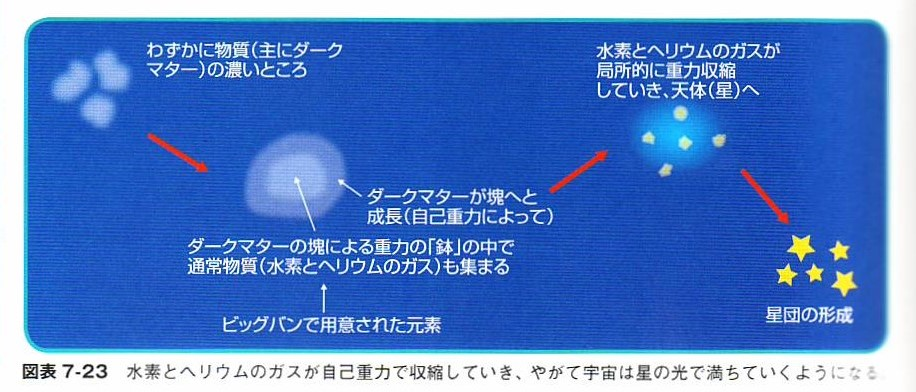 わずかに物質(主にダーク
マター)の濃いところ
水素とヘリウムのガスが
局所的に重力収縮
していき、天体(星)へ
ダークマターが塊へと
成長(自己重力によって)
ダークマターの塊による重力の「鉢」の中で
通常物質(水素とヘリウムのガス)も集まる
ビッグバンで用意された元素
星団の形成
図表 7-23 水素とヘリウムのガスが自己重力で収縮していき、やがて宇宙は星の光で満ちていくようになる。